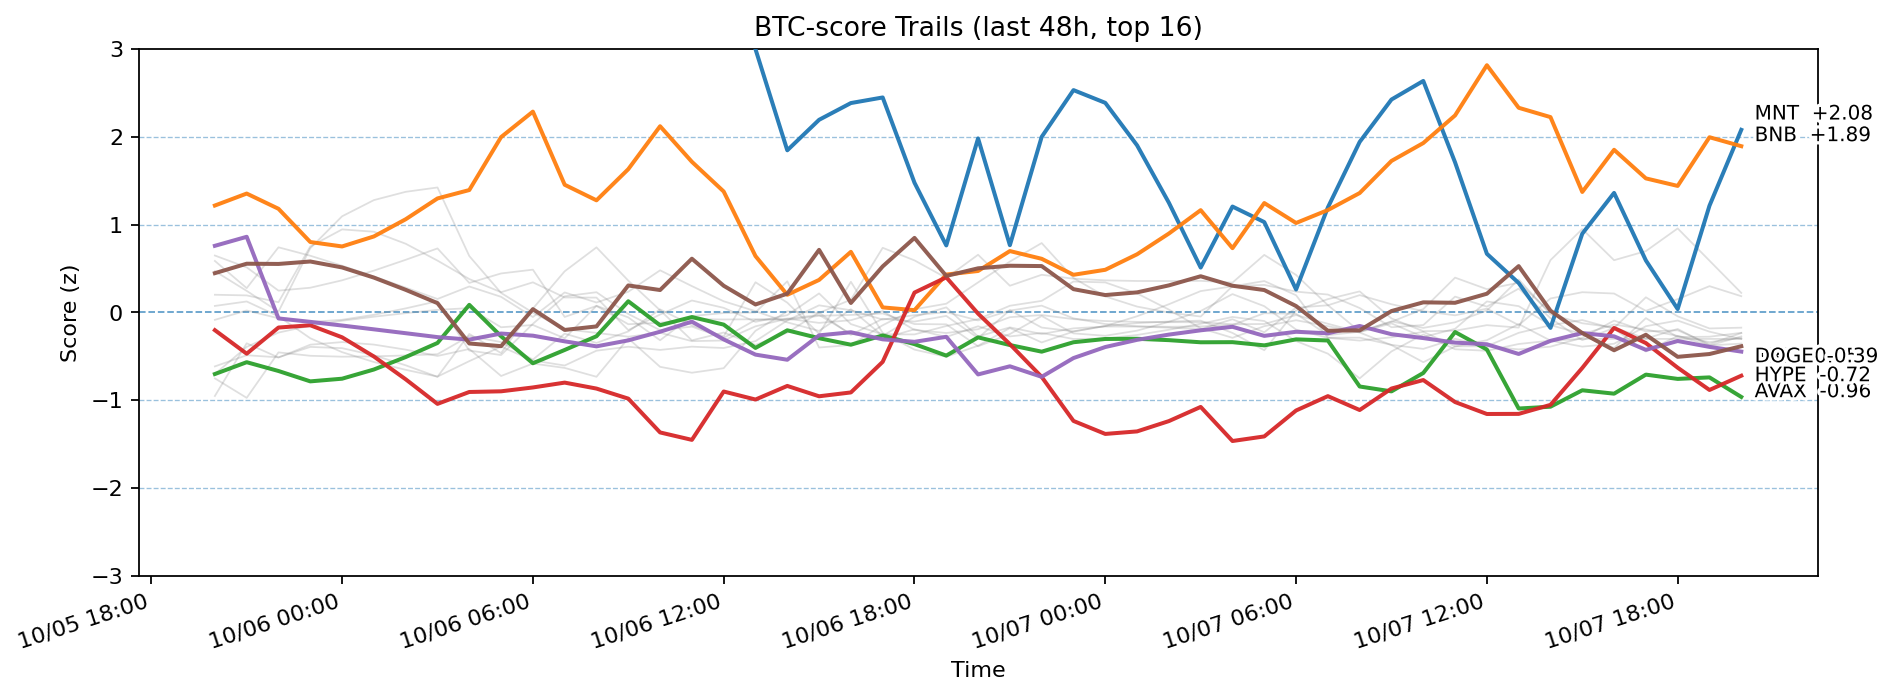 BTC-score Trails (last 48h, top 16)
Score (z)
3
2
1
0
−1
−2
−3
MNT +2.08
BNB +1.89
DOGE -0.39
HYPE -0.72
AVAX -0.96
10/05 18:00
10/06 00:00
10/06 06:00
10/06 12:00
10/06 18:00
10/07 00:00
10/07 06:00
10/07 12:00
10/07 18:00
Time